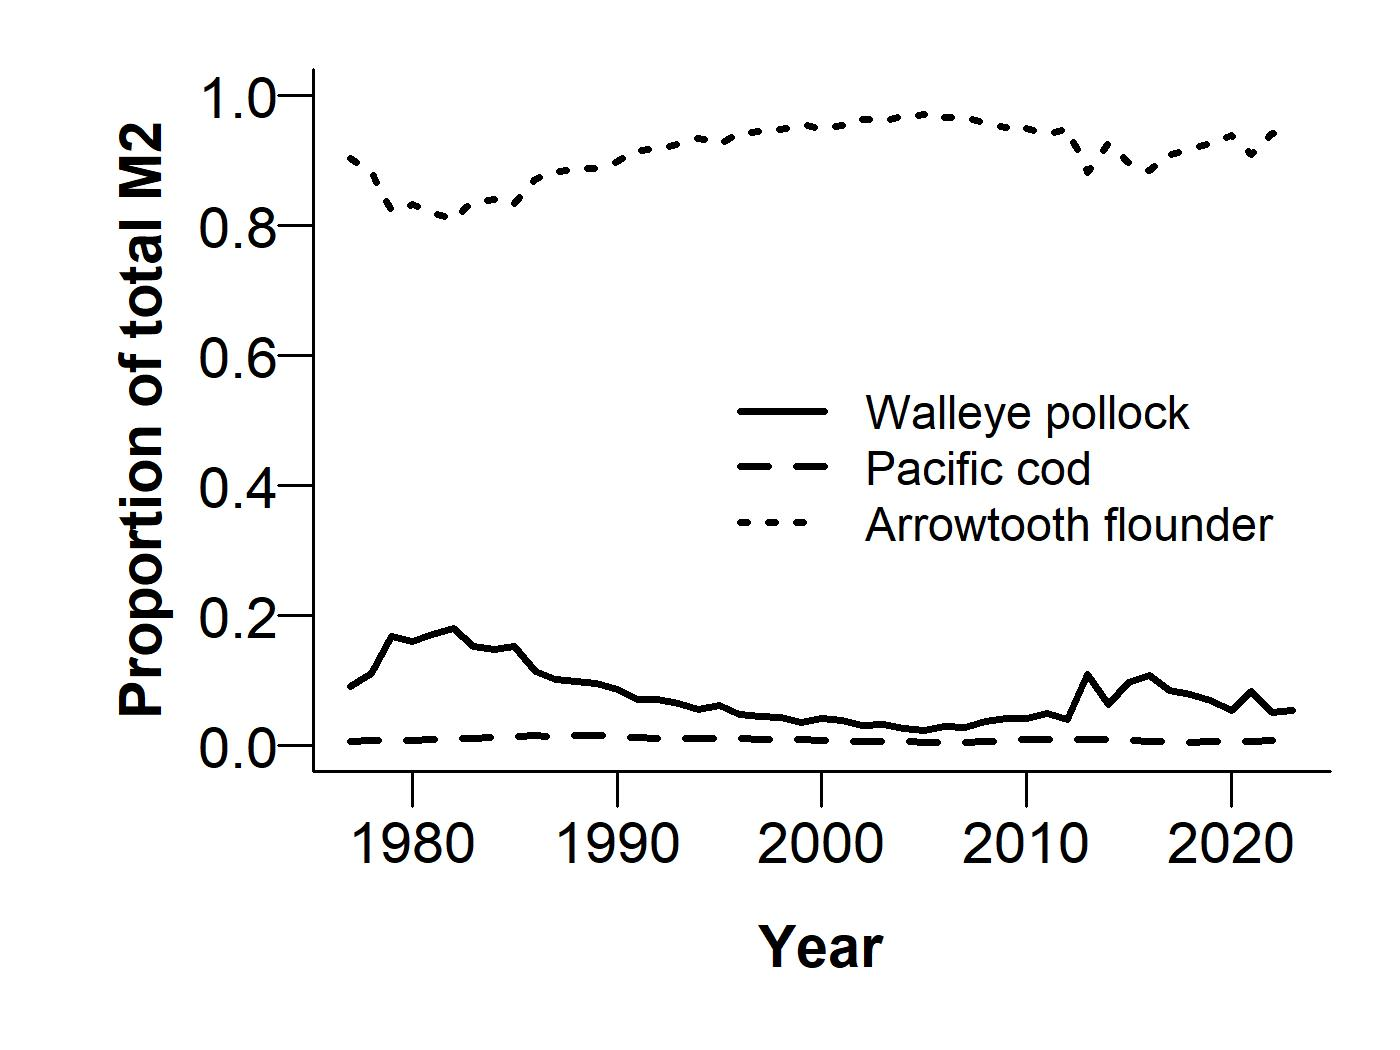 Proportion of total M2
1.0
0.8
0.6
0.4
0.2
0.0
Walleye pollock
Pacific cod
Arrowtooth flounder
1980 1990 2000 2010 2020
Year